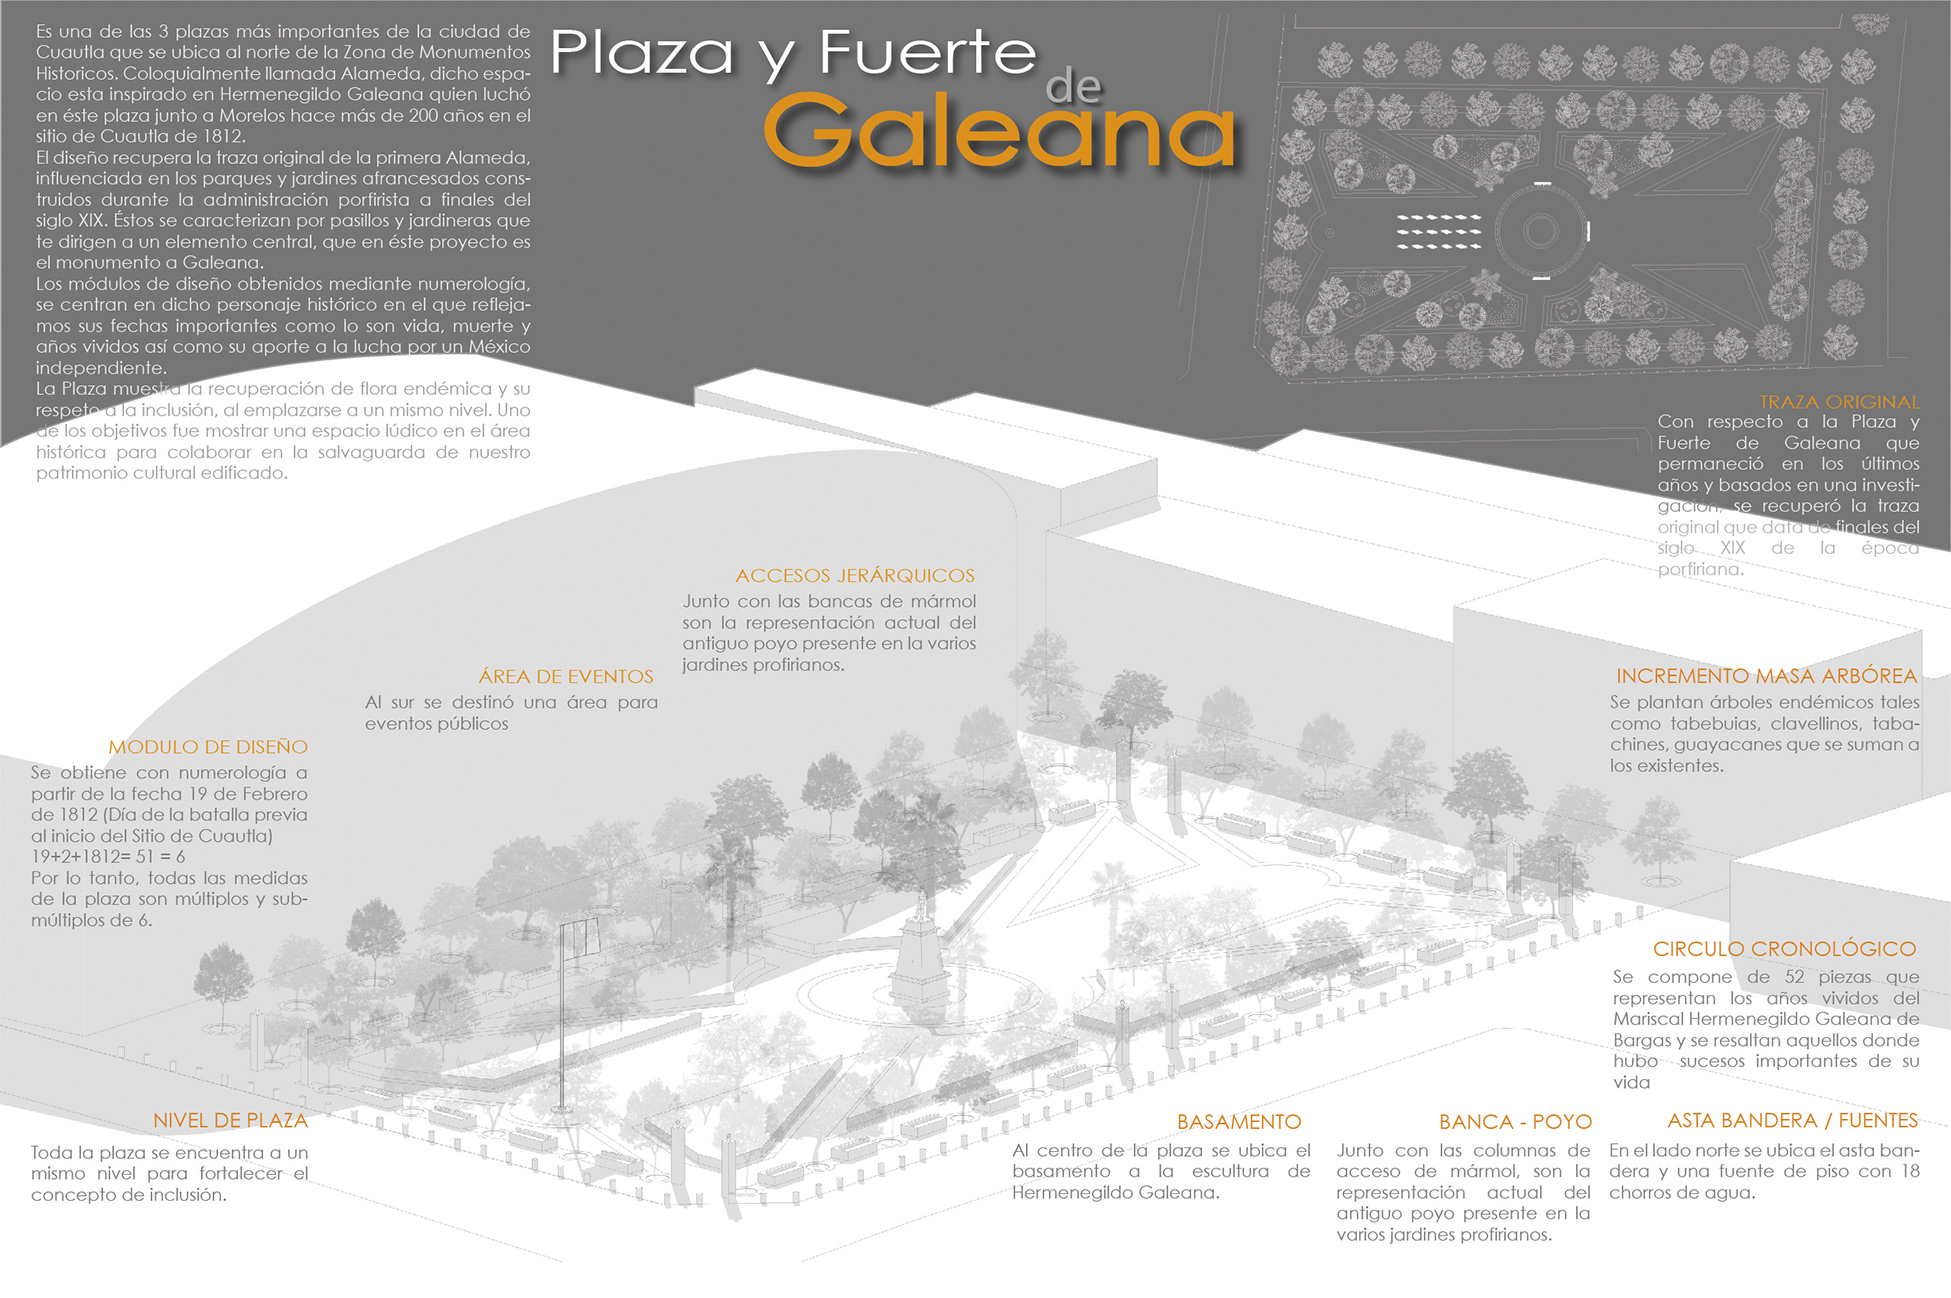 Plaza y Fuerte
de
Galeana
Es una de las 3 plazas más importantes de la ciudad de
Cuautla que se ubica al norte de la Zona de Monumentos
Historicos. Coloquialmente llamada Alameda, dicho espa-
cio esta inspirado en Hermenegildo Galeana quien luchó
en éste plaza junto a Morelos hace más de 200 años en el
sitio de Cuautla de 1812.
El diseño recupera la traza original de la primera Alameda,
influenciada en los parques y jardines afrancesados cons-
truidos durante la administración porfirista a finales del
siglo XIX. Éstos se caracterizan por pasillos y jardineras que
te dirigen a un elemento central, que en éste proyecto es
el monumento a Galeana.
Los módulos de diseño obtenidos mediante numerología,
se centran en dicho personaje histórico en el que refleja-
mos sus fechas importantes como lo son vida, muerte y
años vividos así como su aporte a la lucha por un México
independiente.
La Plaza muestra la recuperación de flora endémica y su
respeto a la inclusión, al emplazarse a un mismo nivel. Uno
de los objetivos fue mostrar una espacio lúdico en el área
histórica para colaborar en la salvaguarda de nuestro
patrimonio cultural edificado.
TRAZA ORIGINAL
Con respecto a la Plaza y
Fuerte de Galeana que
permaneció en los últimos
años y basados en una investi-
gación, se recuperó la traza
original que data de finales del
siglo XIX de la época
porfiriana.
ACCESOS JERÁRQUICOS
Junto con las bancas de mármol
son la representación actual del
antiguo poyo presente en la varios
jardines profirianos.
ÁREA DE EVENTOS
Al sur se destinó una área para
eventos públicos
INCREMENTO MASA ARBÓREA
Se plantan árboles endémicos tales
como tabebuias, clavellinos, taba-
chines, guayacanes que se suman a
los existentes.
MODULO DE DISEÑO
Se obtiene con numerología a
partir de la fecha 19 de Febrero
de 1812 (Día de la batalla previa
al inicio del Sitio de Cuautla)
19+2+1812= 51 = 6
Por lo tanto, todas las medidas
de la plaza son múltiplos y sub-
múltiplos de 6.
CIRCULO CRONOLÓGICO
Se compone de 52 piezas que
representan los años vividos del
Mariscal Hermenegildo Galeana de
Bargas y se resaltan aquellos donde
hubo sucesos importantes de su
vida
NIVEL DE PLAZA
Toda la plaza se encuentra a un
mismo nivel para fortalecer el
concepto de inclusión.
BASAMENTO
Al centro de la plaza se ubica el
basamento a la escultura de
Hermenegildo Galeana.
BANCA - POYO
Junto con las columnas de
acceso de mármol, son la
representación actual del
antiguo poyo presente en la
varios jardines profirianos.
ASTA BANDERA / FUENTES
En el lado norte se ubica el asta ban-
dera y una fuente de piso con 18
chorros de agua.